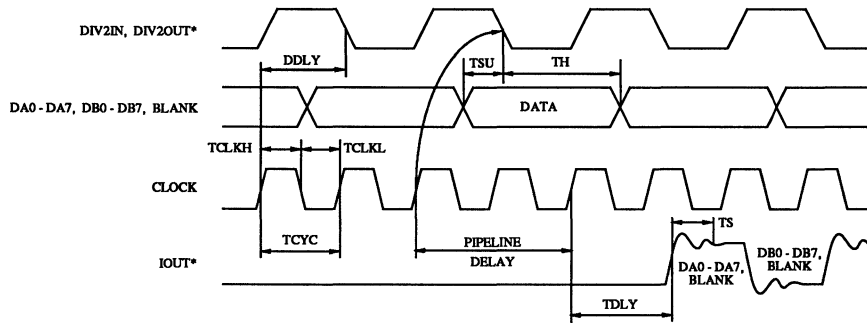 DIV2IN, DIV2OUT*
DDLY
TSU
TH
DA0 - DA7, DB0 - DB7, BLANK
DATA
TCLKH
TCLKL
CLOCK
TCYC
PIPELINE
DELAY
TS
IOUT*
DA0 - DA7,
BLANK
DB0 - DB7,
BLANK
TDLY